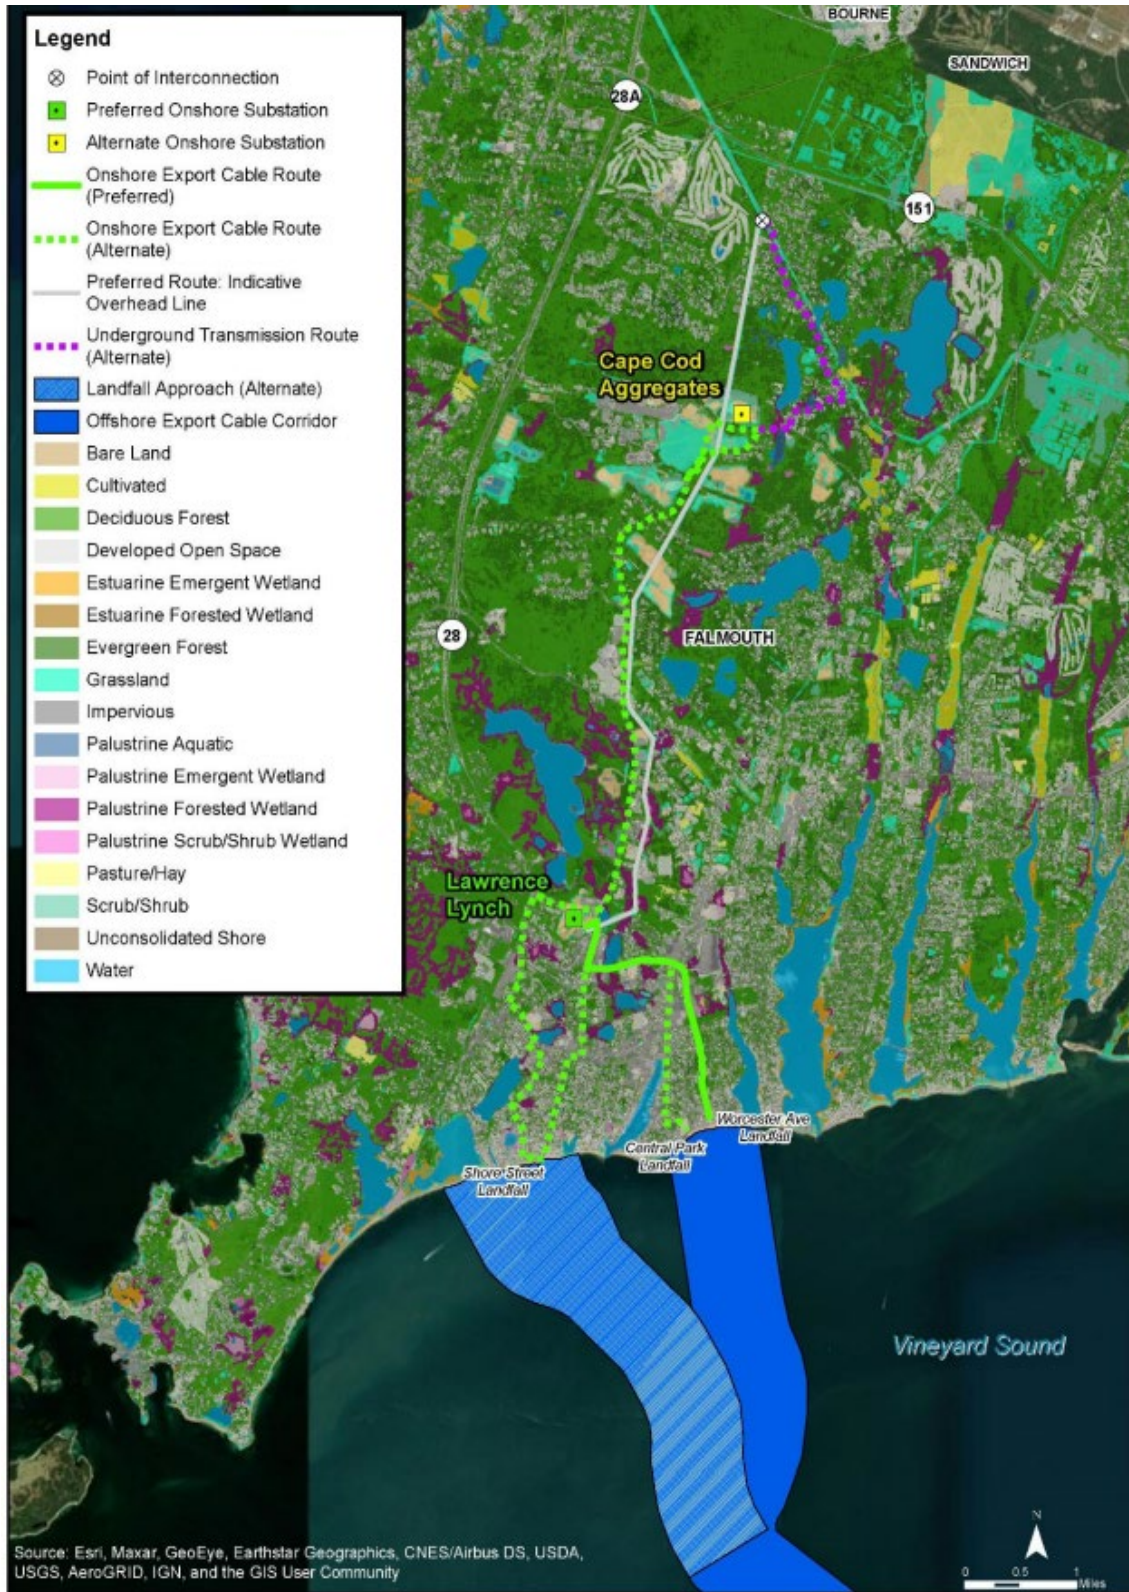 Legend
Point of Interconnection
Preferred Onshore Substation
Alternate Onshore Substation
Onshore Export Cable Route
(Preferred)
Onshore Export Cable Route
(Alternate)
Preferred Route: Indicative
Overhead Line
Underground Transmission Route
(Alternate)
Landfall Approach (Alternate)
Offshore Export Cable Corridor
Bare Land
Cultivated
Deciduous Forest
Developed Open Space
Estuarine Emergent Wetland
Estuarine Forested Wetland
Evergreen Forest
Grassland
Impervious
Palustrine Aquatic
Palustrine Emergent Wetland
Palustrine Forested Wetland
Palustrine Scrub/Shrub Wetland
Pasture/Hay
Scrub/Shrub
Unconsolidated Shore
Water
BOURNE
SANDWICH
28A
151
Cape Cod
Aggregates
28
FALMOUTH
Lawrence
Lynch
Worcester Ave
Landfall
Central Park
Landfall
Shore Street
Landfall
Vineyard Sound
N
0 0.5 1
Miles
Source: Esri, Maxar, GeoEye, Earthstar Geographics, CNES/Airbus DS, USDA,
USGS, AeroGRID, IGN, and the GIS User Community